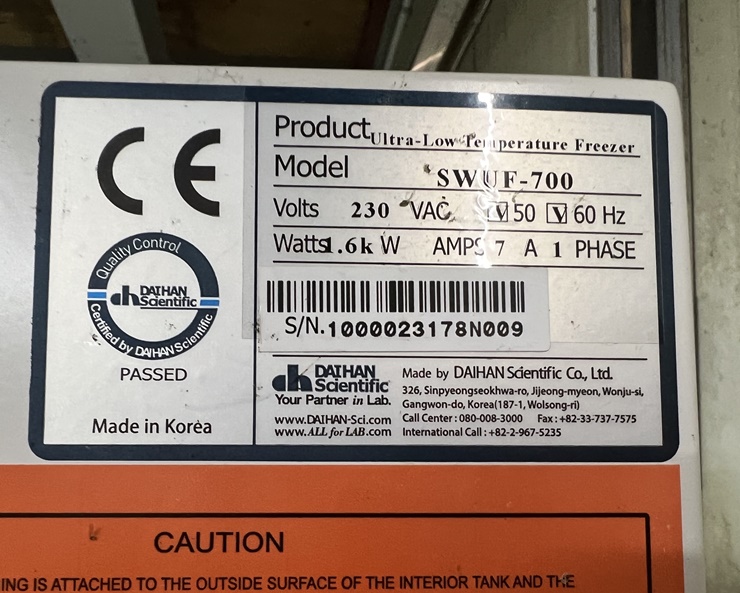 CE
Quality Control
DAIHAN
Scientific
Certified by DAIHAN Scientific
PASSED
Made in Korea
Product Ultra-Low Temperature Freezer
Model SWUF-700
Volts 230 VAC V 50 V 60 Hz
Watts 1.6k W AMPS 7 A 1 PHASE
S/N. 1000023178N009
DAIHAN
Scientific
Your Partner in Lab.
www.DAIHAN-Sci.com
www.ALL for LAB.com
Made by DAIHAN Scientific Co., Ltd.
326, Sinpyeongseokhwa-ro, Jijeong-myeon, Wonju-si,
Gangwon-do, Korea(187-1, Wolsong-ri)
Call Center : 080-008-3000 Fax : +82-33-737-7575
International Call : +82-2-967-5235
CAUTION
ING IS ATTACHED TO THE OUTSIDE SURFACE OF THE INTERIOR TANK AND THE